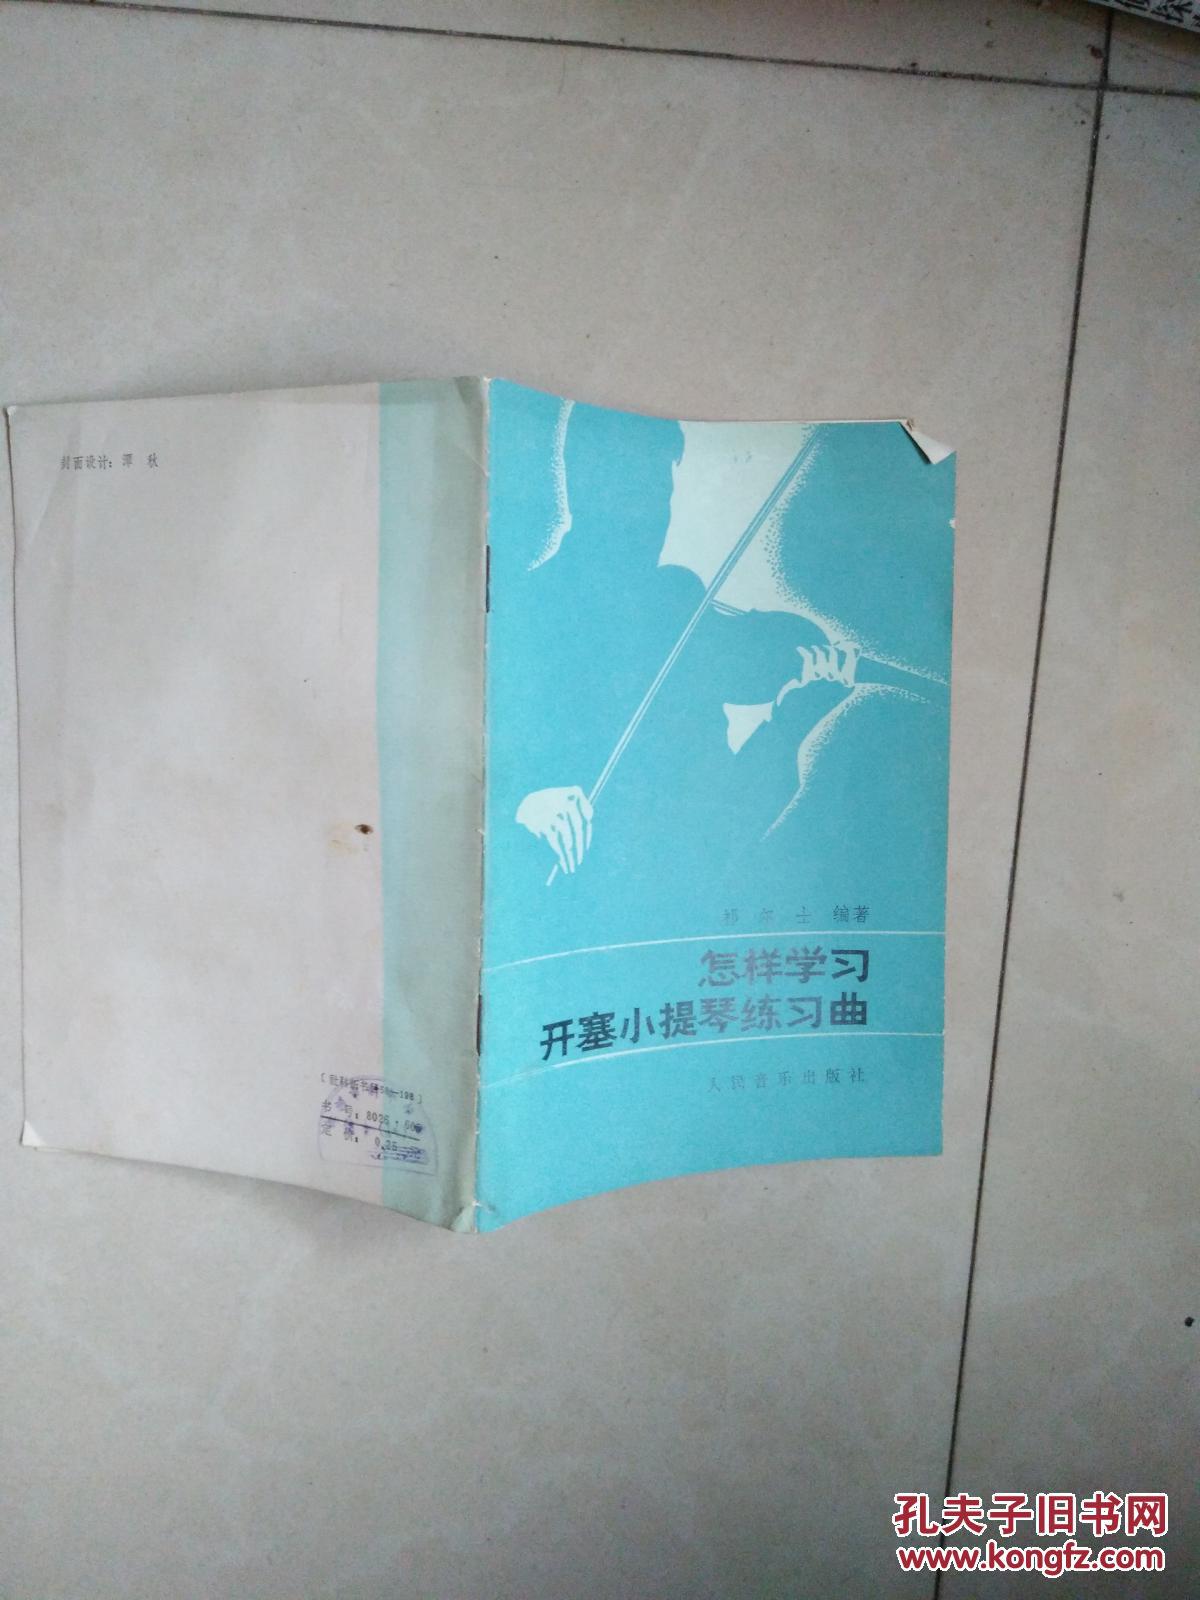 封面设计：潭 秋
书 号：8026·
定 价：0.35
编著
怎样学习
开塞小提琴练习曲
人民音乐出版社
孔夫子旧书网
www.kongfz.com